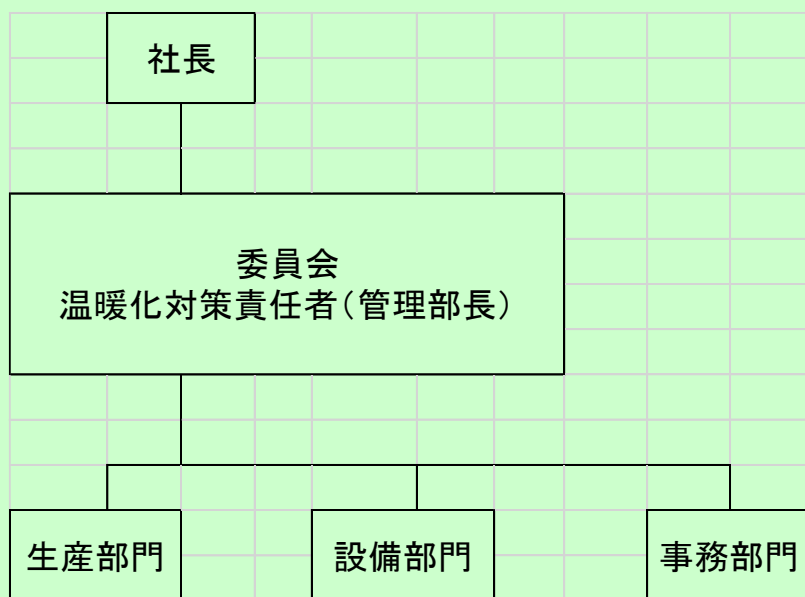 社長
委員会
温暖化対策責任者(管理部長)
生産部門
設備部門
事務部門